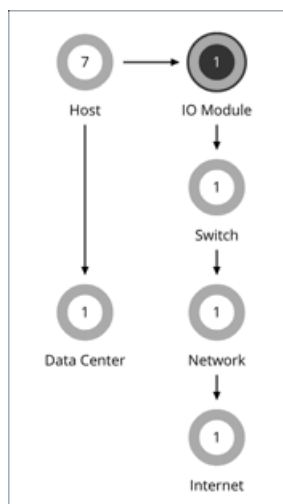 7
1
Host
IO Module
1
Switch
1
1
Data Center
Network
1
Internet